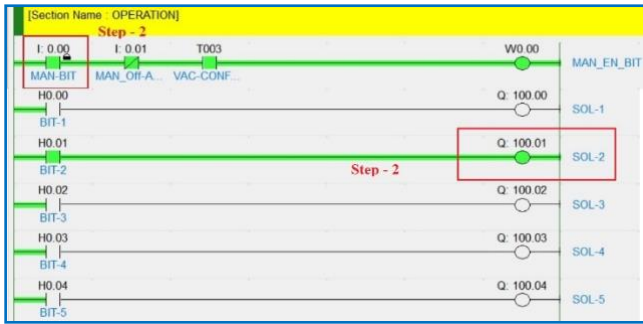 [Section Name : OPERATION]
Step - 2
I: 0.00 I: 0.01 T003 W0.00
MAN-BIT MAN_Off-A... VAC-CONF... MAN_EN_BIT
H0.00 Q: 100.00
BIT-1 SOL-1
H0.01 Q: 100.01
BIT-2 Step - 2 SOL-2
H0.02 Q: 100.02
BIT-3 SOL-3
H0.03 Q: 100.03
BIT-4 SOL-4
H0.04 Q: 100.04
BIT-5 SOL-5